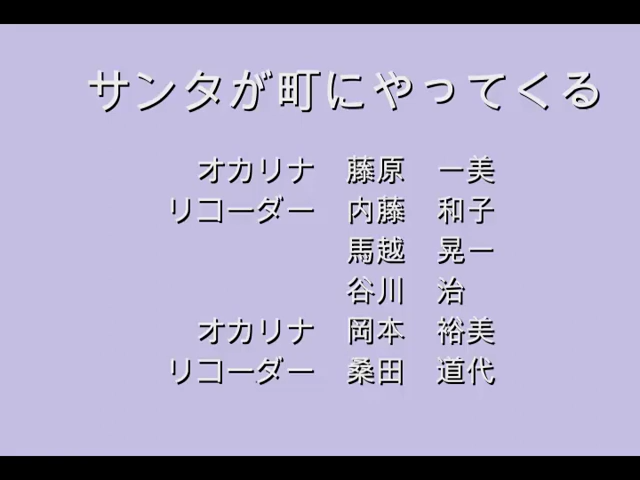 サンタが町にやってくる
オカリナ 藤原 一美
リコーダー 内藤 和子
馬越 晃一
谷川 治
オカリナ 岡本 裕美
リコーダー 桑田 道代